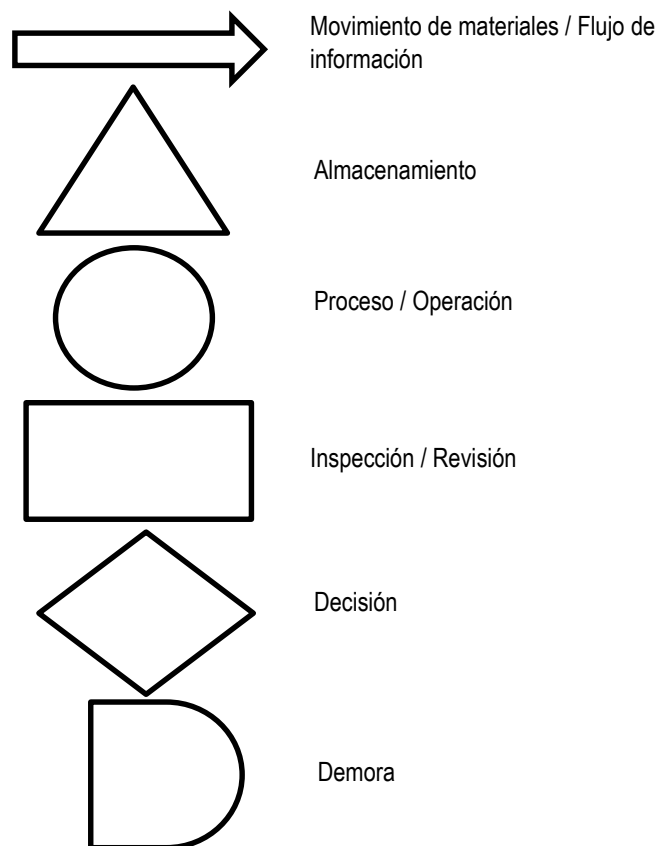 Movimiento de materiales / Flujo de
información
Almacenamiento
Proceso / Operación
Inspección / Revisión
Decisión
Demora